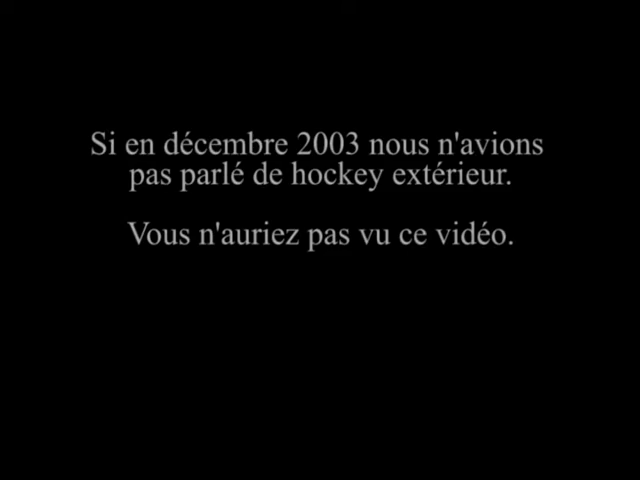 Si en décembre 2003 nous n'avions
pas parlé de hockey extérieur.
Vous n'auriez pas vu ce vidéo.